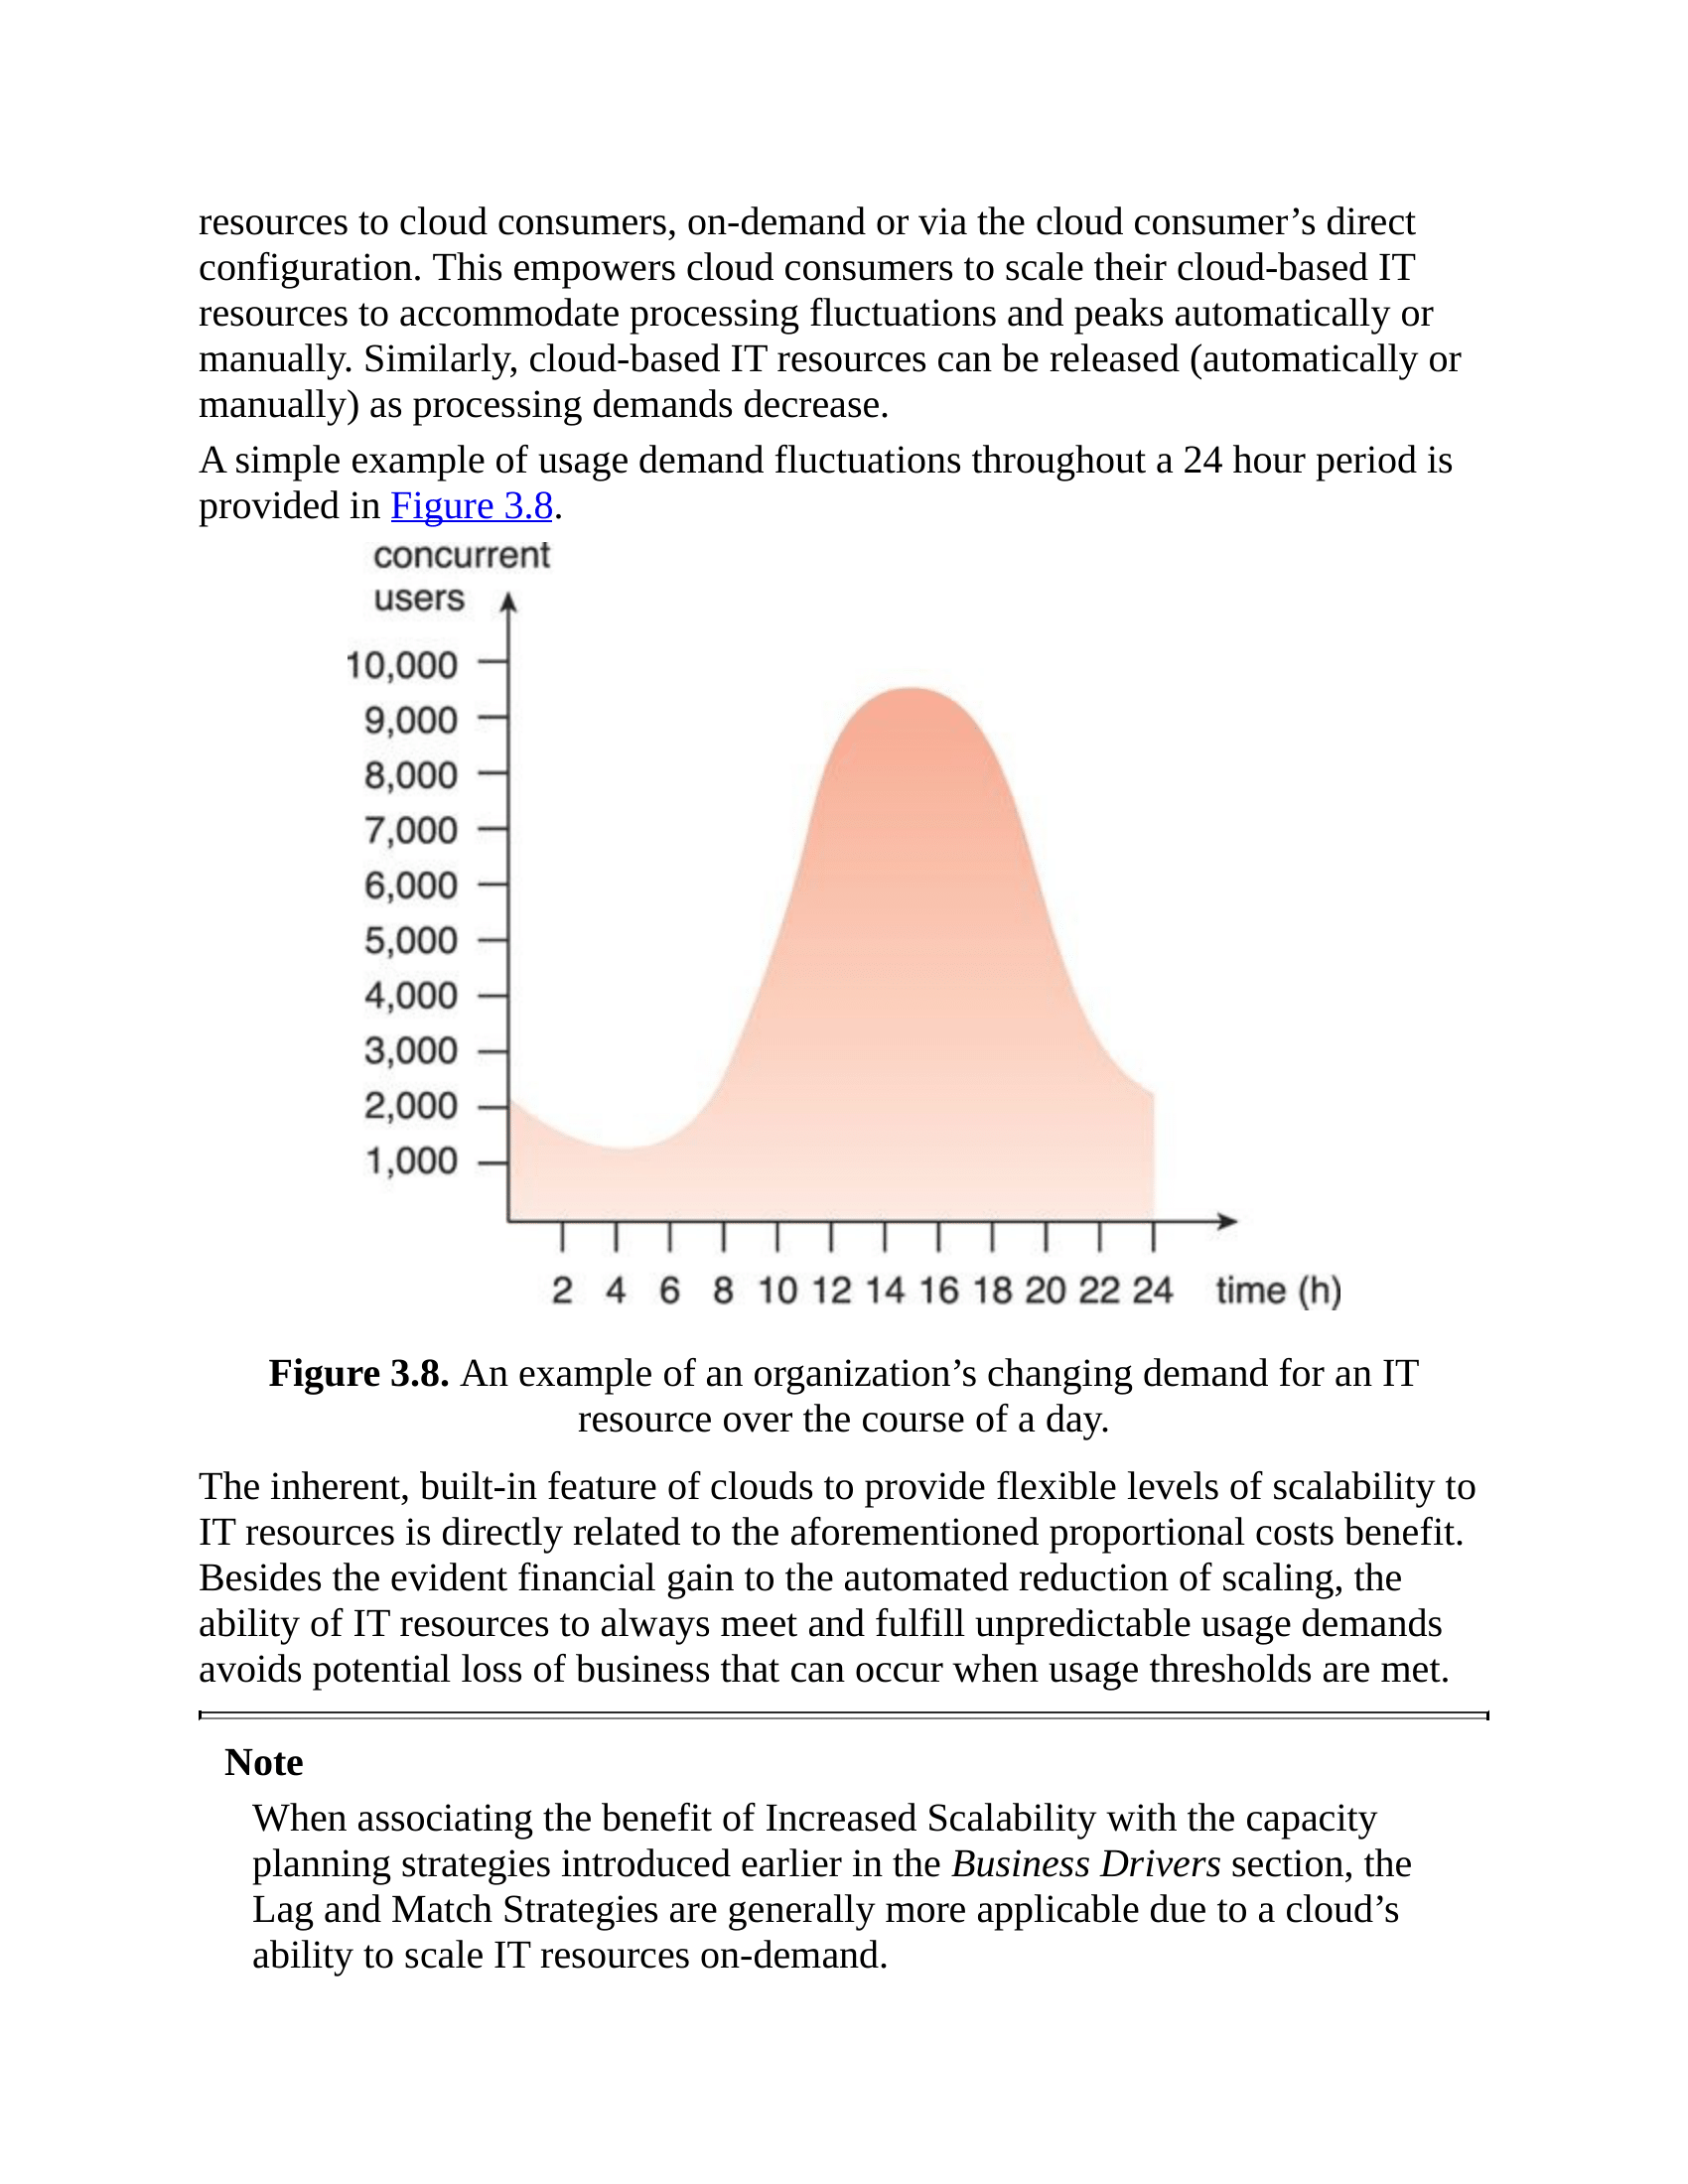 resources to cloud consumers, on-demand or via the cloud consumer’s direct
configuration. This empowers cloud consumers to scale their cloud-based IT
resources to accommodate processing fluctuations and peaks automatically or
manually. Similarly, cloud-based IT resources can be released (automatically or
manually) as processing demands decrease.
A simple example of usage demand fluctuations throughout a 24 hour period is
provided in Figure 3.8.
concurrent
users
10,000
9,000
8,000
7,000
6,000
5,000
4,000
3,000
2,000
1,000
2 4 6 8 10 12 14 16 18 20 22 24 time (h)
Figure 3.8. An example of an organization’s changing demand for an IT
resource over the course of a day.
The inherent, built-in feature of clouds to provide flexible levels of scalability to
IT resources is directly related to the aforementioned proportional costs benefit.
Besides the evident financial gain to the automated reduction of scaling, the
ability of IT resources to always meet and fulfill unpredictable usage demands
avoids potential loss of business that can occur when usage thresholds are met.
Note
When associating the benefit of Increased Scalability with the capacity
planning strategies introduced earlier in the Business Drivers section, the
Lag and Match Strategies are generally more applicable due to a cloud’s
ability to scale IT resources on-demand.